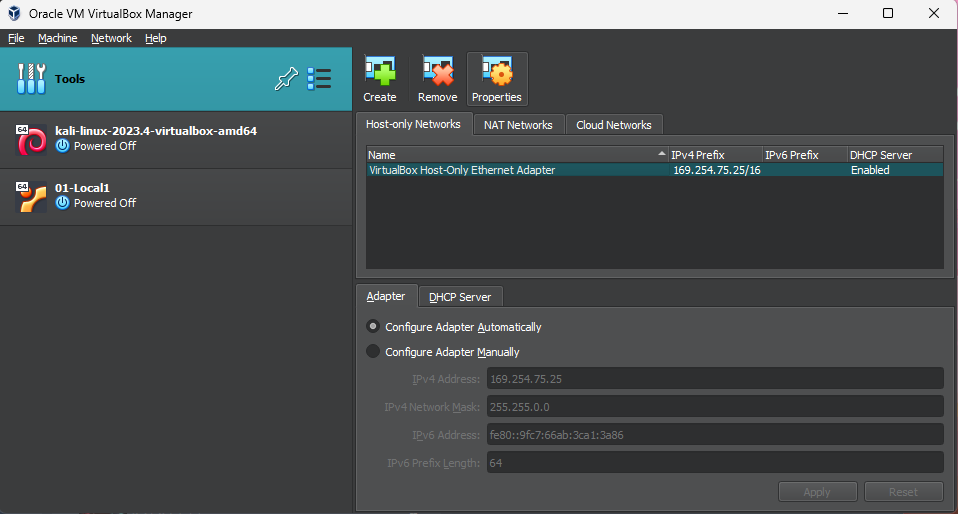 Oracle VM VirtualBox Manager
File Machine Network Help
Tools
64
kali-linux-2023.4-virtualbox-amd64
Powered Off
64
01-Local1
Powered Off
Create Remove Properties
Host-only Networks NAT Networks Cloud Networks
Name IPv4 Prefix IPv6 Prefix DHCP Server
VirtualBox Host-Only Ethernet Adapter 169.254.75.25/16 Enabled
Adapter DHCP Server
Configure Adapter Automatically
Configure Adapter Manually
IPv4 Address: 169.254.75.25
IPv4 Network Mask: 255.255.0.0
IPv6 Address: fe80::9fc7:66ab:3ca1:3a86
IPv6 Prefix Length: 64
Apply Reset